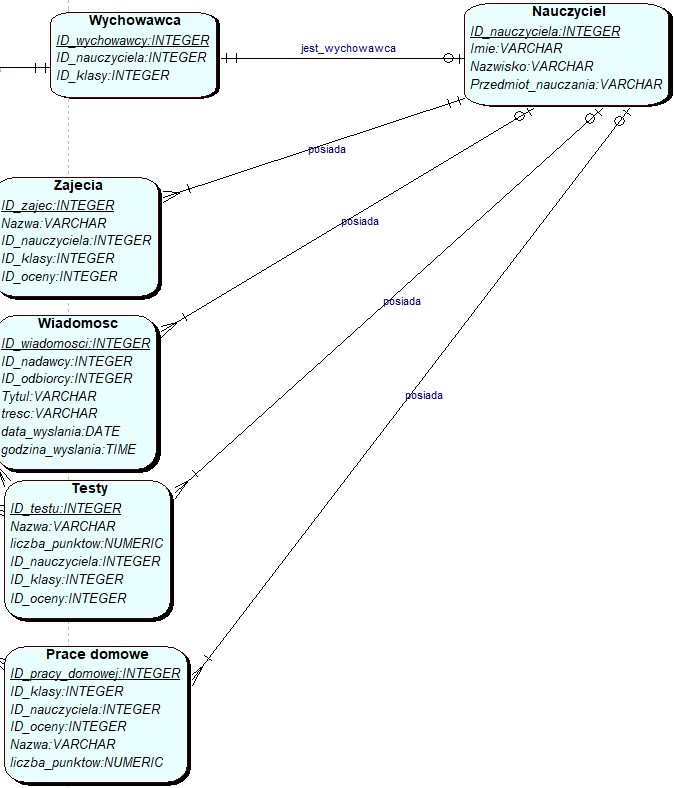 Wychowawca
ID_wychowawcy:INTEGER
ID_nauczyciela:INTEGER
ID_klasy:INTEGER
jest_wychowawca
Nauczyciel
ID_nauczyciela:INTEGER
Imie:VARCHAR
Nazwisko:VARCHAR
Przedmiot_nauczania:VARCHAR
posiada
Zajecia
ID_zajec:INTEGER
Nazwa:VARCHAR
ID_nauczyciela:INTEGER
ID_klasy:INTEGER
ID_oceny:INTEGER
posiada
Wiadomosc
ID_wiadomosci:INTEGER
ID_nadawcy:INTEGER
ID_odbiorcy:INTEGER
Tytul:VARCHAR
tresc:VARCHAR
data_wyslania:DATE
godzina_wyslania:TIME
posiada
Testy
ID_testu:INTEGER
Nazwa:VARCHAR
liczba_punktow:NUMERIC
ID_nauczyciela:INTEGER
ID_klasy:INTEGER
ID_oceny:INTEGER
posiada
Prace domowe
ID_pracy_domowej:INTEGER
ID_klasy:INTEGER
ID_nauczyciela:INTEGER
ID_oceny:INTEGER
Nazwa:VARCHAR
liczba_punktow:NUMERIC